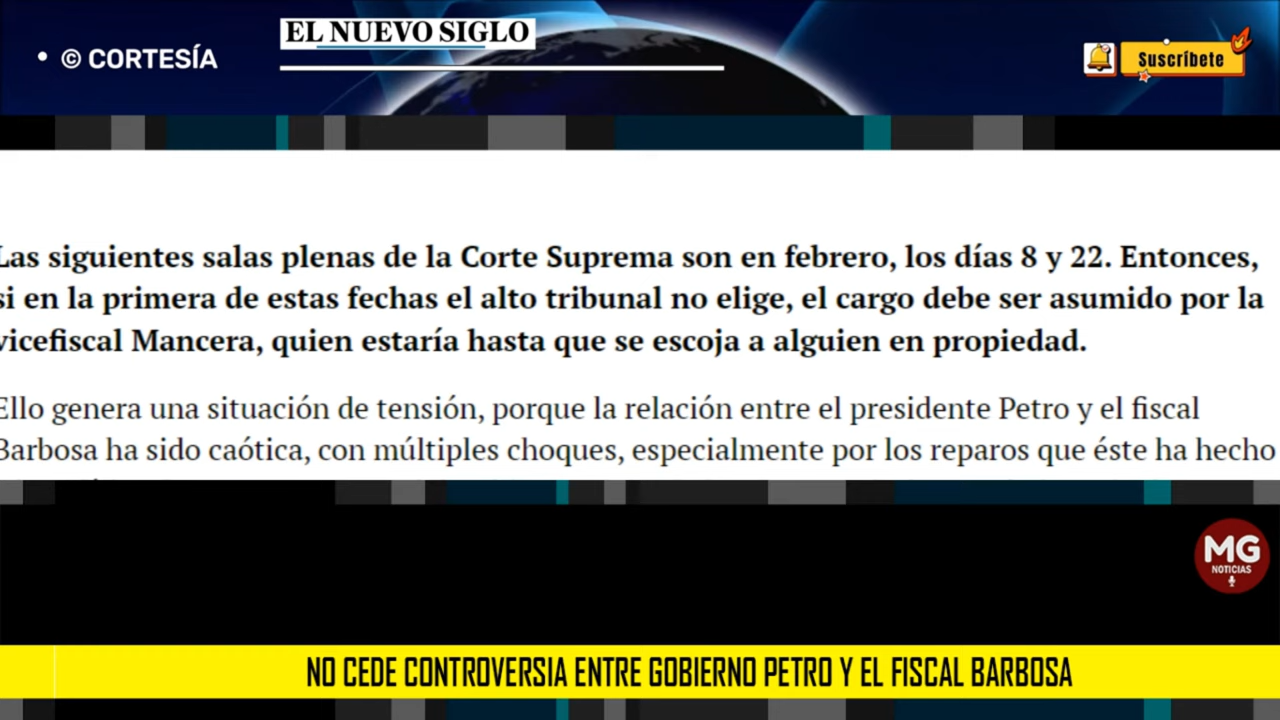 • © CORTESÍA
EL NUEVO SIGLO
Suscríbete
Las siguientes salas plenas de la Corte Suprema son en febrero, los días 8 y 22. Entonces,
si en la primera de estas fechas el alto tribunal no elige, el cargo debe ser asumido por la
vicefiscal Mancera, quien estaría hasta que se escoja a alguien en propiedad.
Ello genera una situación de tensión, porque la relación entre el presidente Petro y el fiscal
Barbosa ha sido caótica, con múltiples choques, especialmente por los reparos que éste ha hecho
MG
NOTICIAS
NO CEDE CONTROVERSIA ENTRE GOBIERNO PETRO Y EL FISCAL BARBOSA